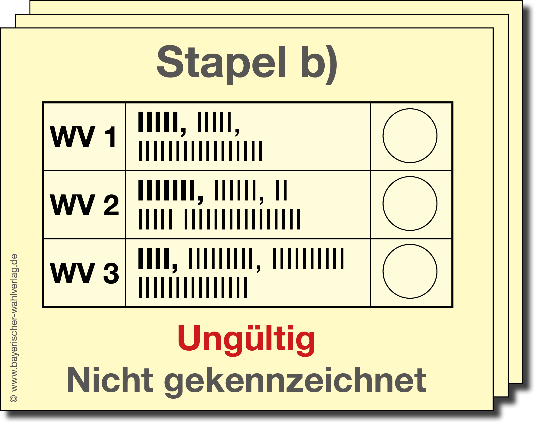 Stapel b)
WV 1
WV 2
WV 3
Ungültig
Nicht gekennzeichnet
© www.bayerischer-wahlverlag.de